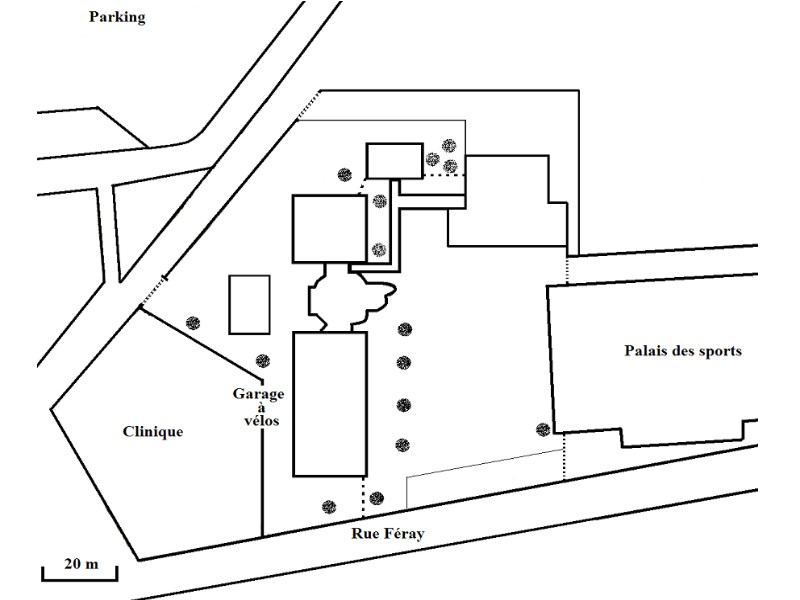 Parking
Palais des sports
Garage
à
vélos
Clinique
Rue Féray
20 m